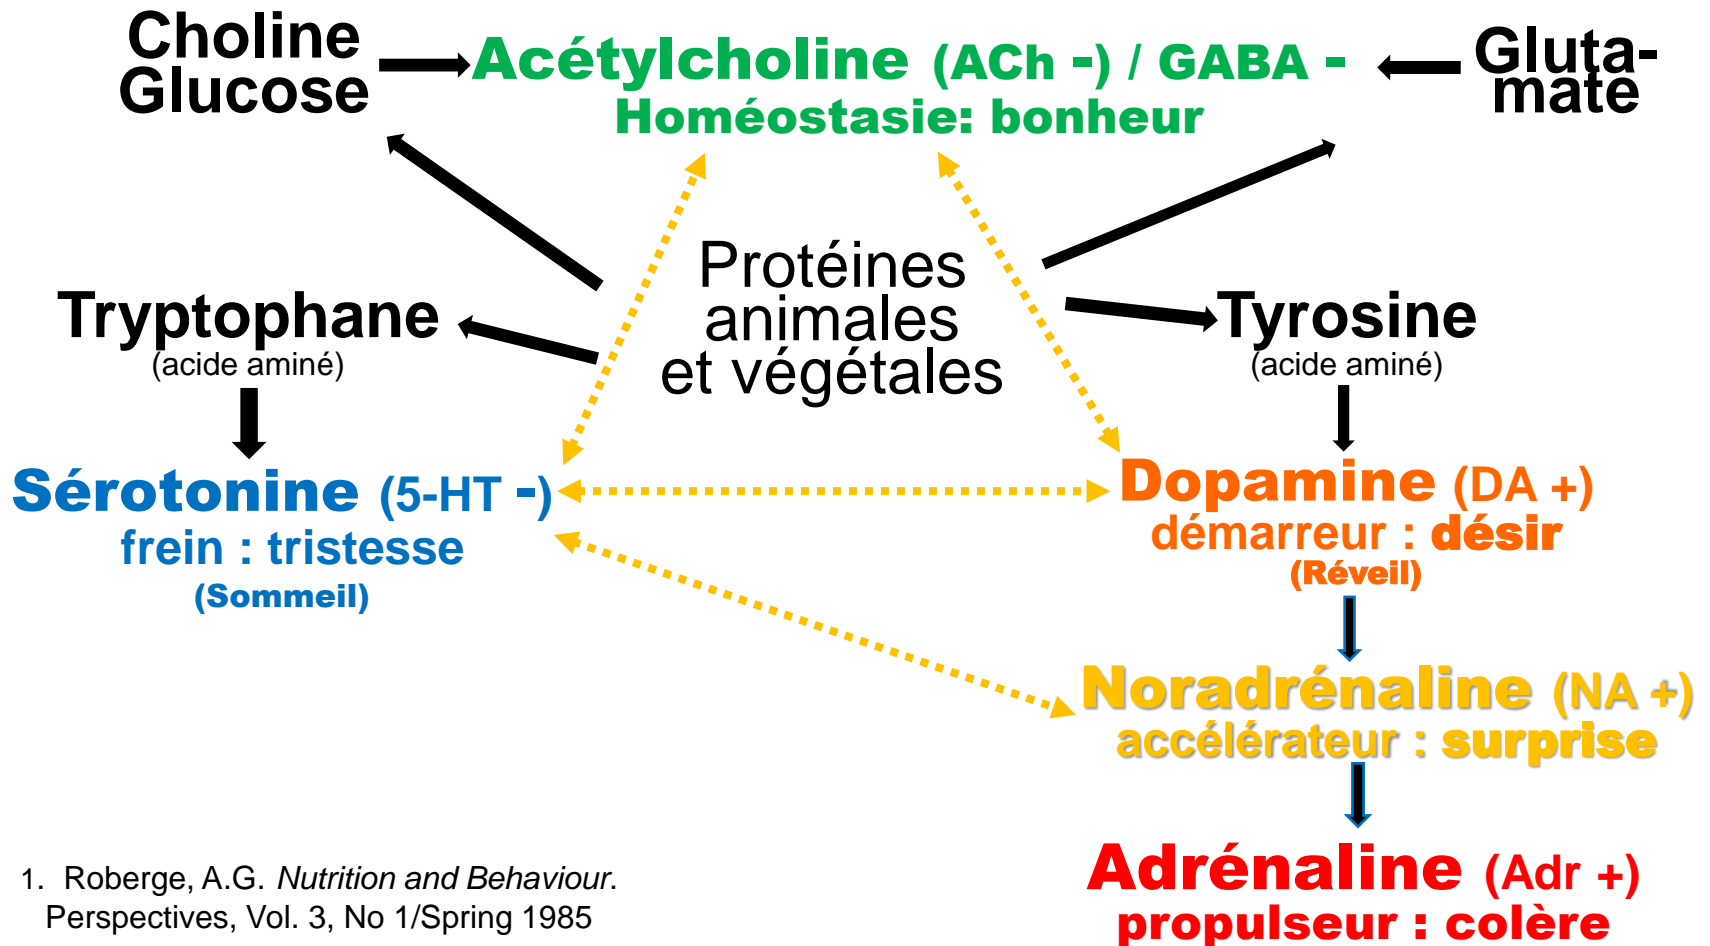 Choline
Glucose
Acétylcholine (ACh -) / GABA -
Homéostasie: bonheur
Gluta-
mate
Protéines
animales
et végétales
Tryptophane
(acide aminé)
Tyrosine
(acide aminé)
Sérotonine (5-HT -)
frein : tristesse
(Sommeil)
Dopamine (DA +)
démarreur : désir
(Réveil)
Noradrénaline (NA +)
accélérateur : surprise
Adrénaline (Adr +)
propulseur : colère
1. Roberge, A.G. Nutrition and Behaviour.
Perspectives, Vol. 3, No 1/Spring 1985